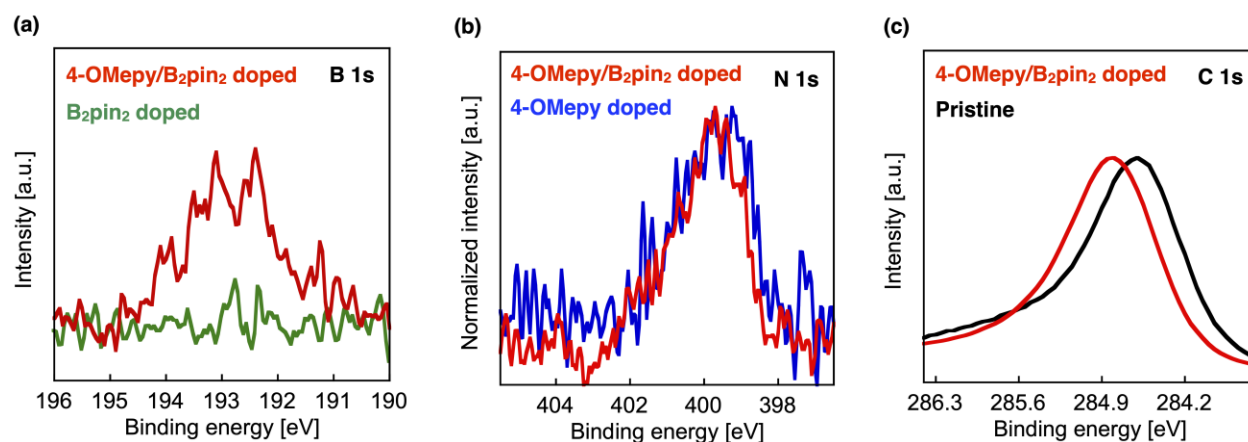 (a)
4-OMepy/B₂pin₂ doped
B 1s
B₂pin₂ doped
Intensity [a.u.]
196 195 194 193 192 191 190
Binding energy [eV]
(b)
4-OMepy/B₂pin₂ doped
N 1s
4-OMepy doped
Normalized intensity [a.u.]
404 402 400 398
Binding energy [eV]
(c)
4-OMepy/B₂pin₂ doped
C 1s
Pristine
Intensity [a.u.]
286.3 285.6 284.9 284.2
Binding energy [eV]